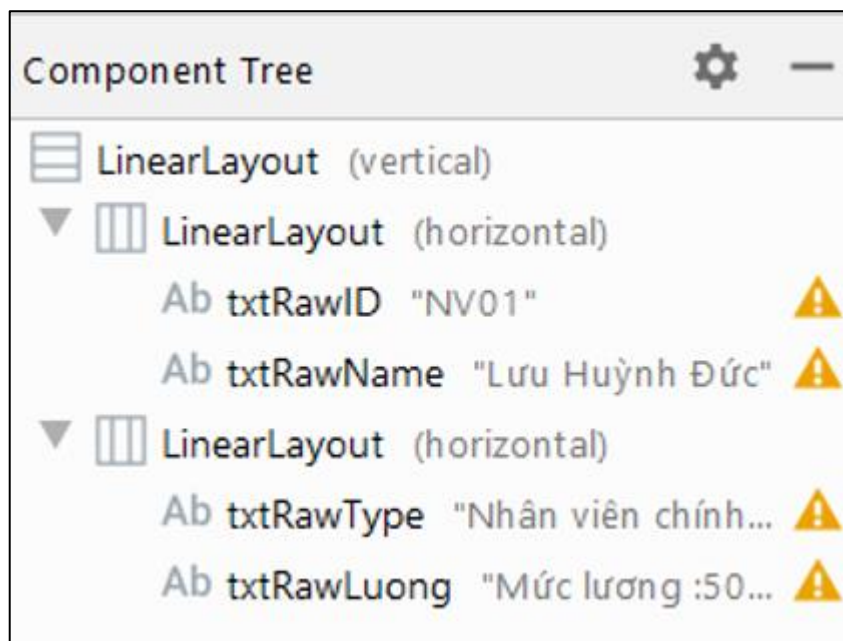 Component Tree
LinearLayout (vertical)
LinearLayout (horizontal)
Ab txtRawID "NV01"
Ab txtRawName "Lưu Huỳnh Đức"
LinearLayout (horizontal)
Ab txtRawType "Nhân viên chính...
Ab txtRawLuong "Mức lương :50...